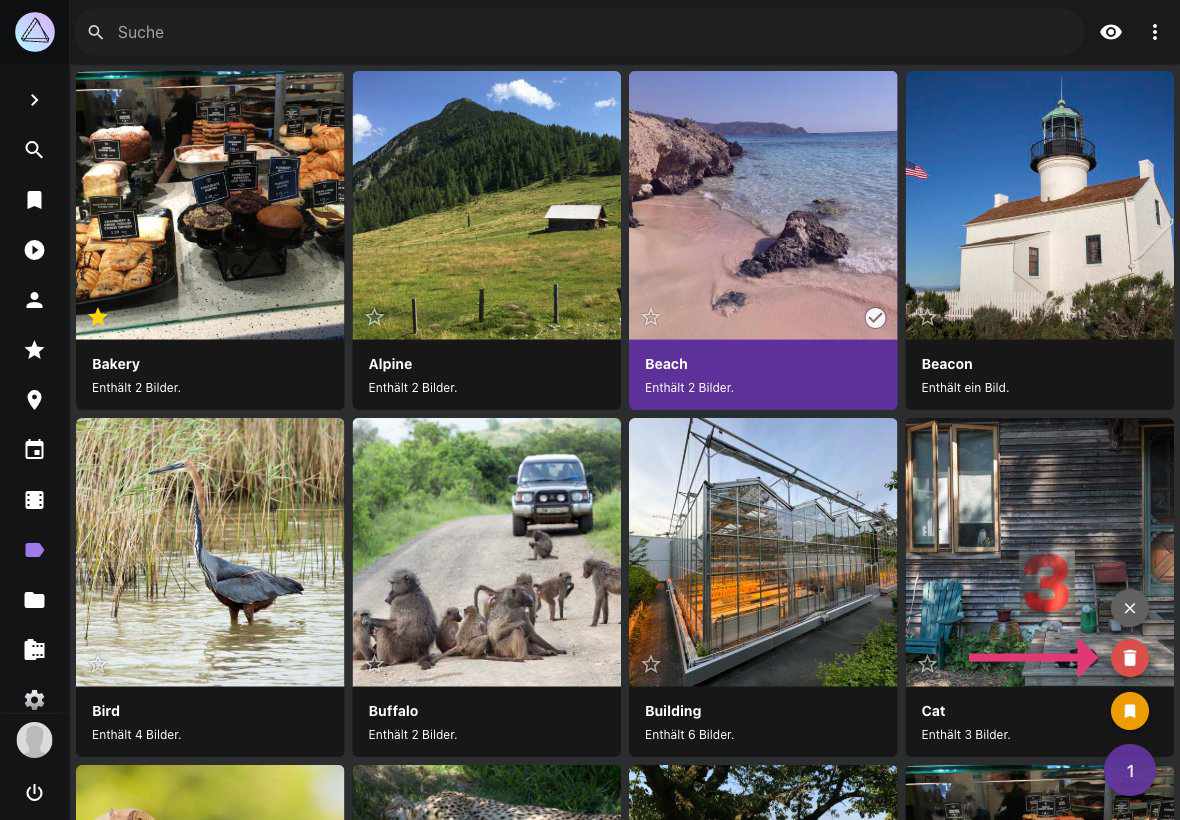 Suche
Bakery
Enthält 2 Bilder.
Alpine
Enthält 2 Bilder.
Beach
Enthält 2 Bilder.
Beacon
Enthält ein Bild.
3
Bird
Enthält 4 Bilder.
Buffalo
Enthält 2 Bilder.
Building
Enthält 6 Bilder.
Cat
Enthält 3 Bilder.
1